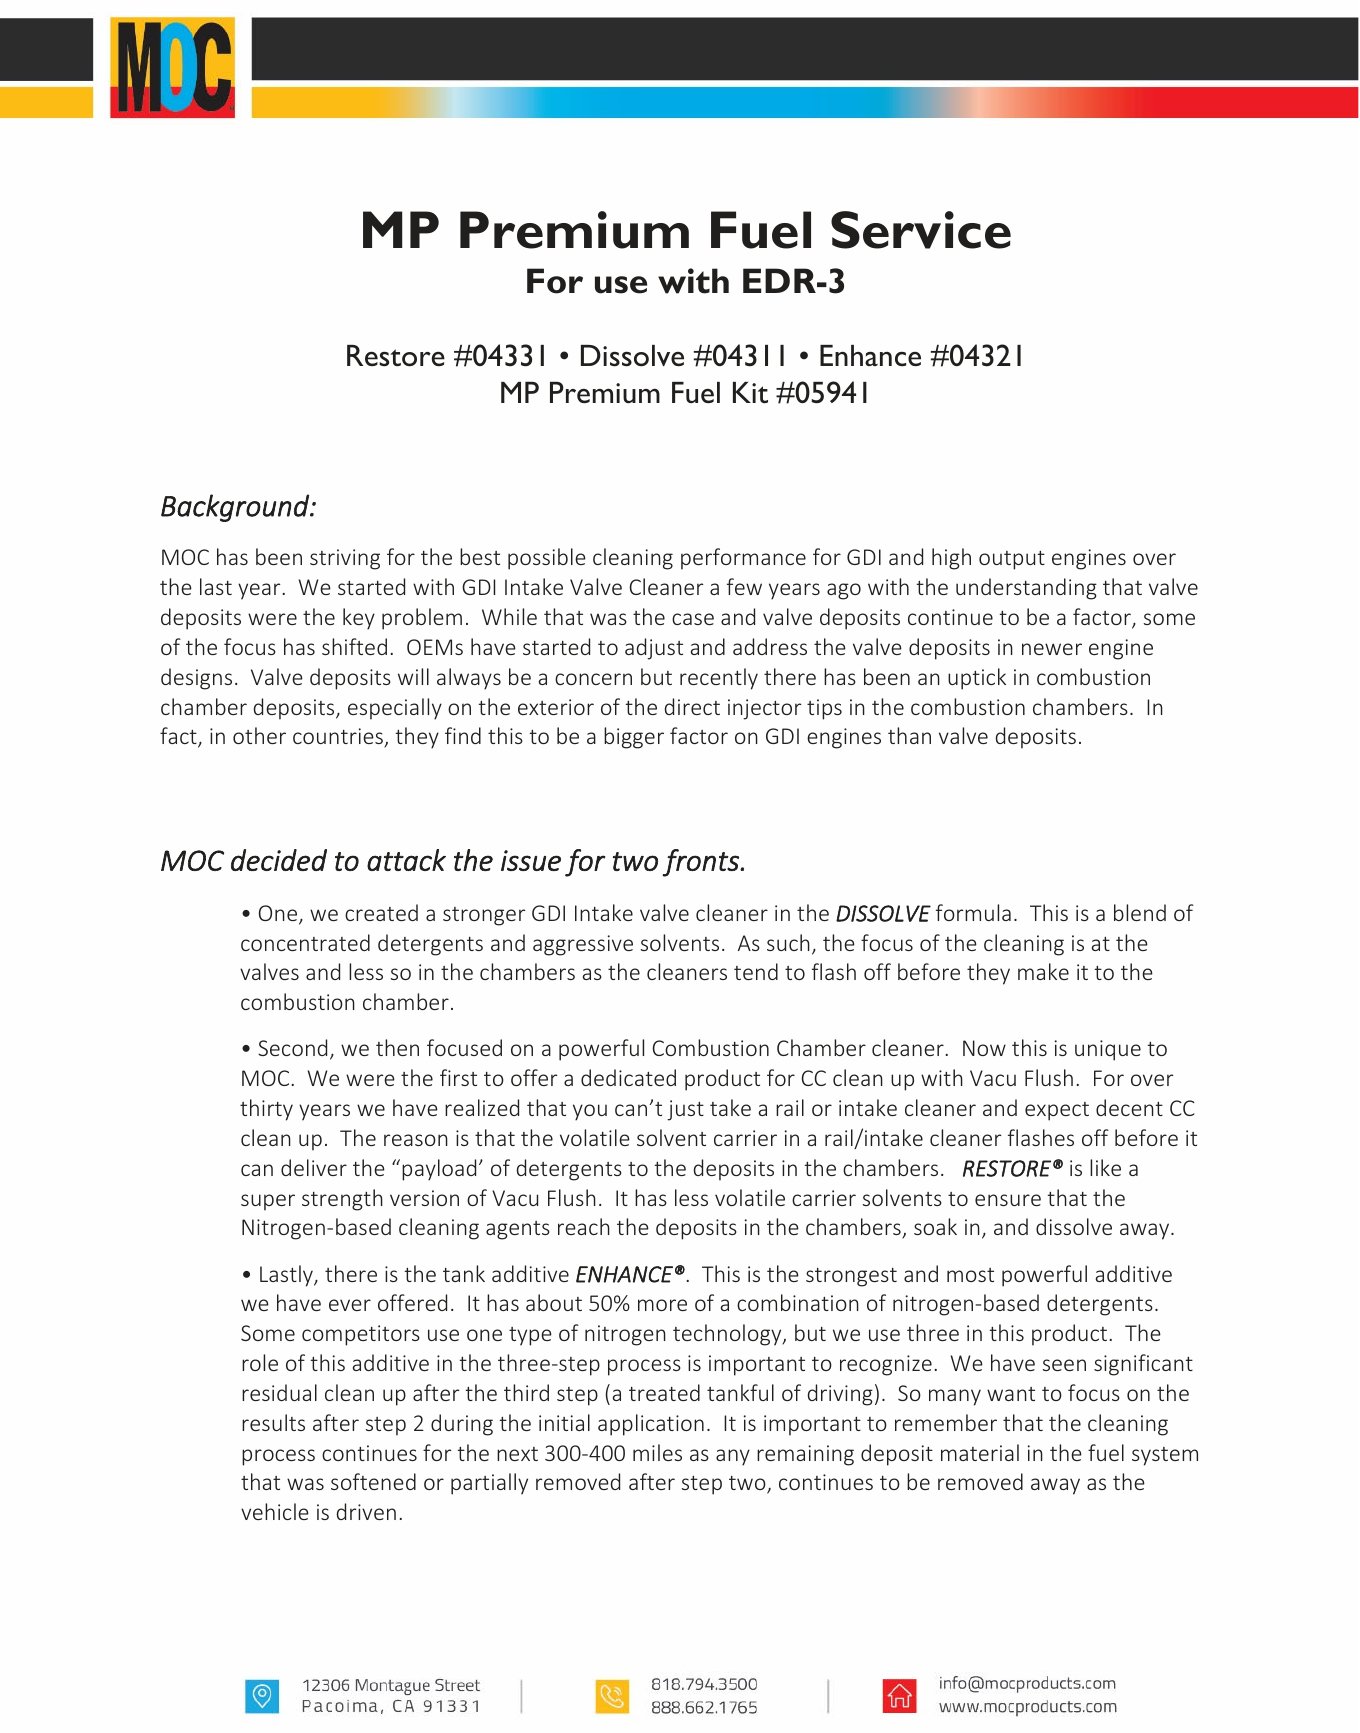 MOC
MP Premium Fuel Service
For use with EDR-3
Restore #04331 • Dissolve #04311 • Enhance #04321
MP Premium Fuel Kit #05941
Background:
MOC has been striving for the best possible cleaning performance for GDI and high output engines over
the last year.  We started with GDI Intake Valve Cleaner a few years ago with the understanding that valve
deposits were the key problem.  While that was the case and valve deposits continue to be a factor, some
of the focus has shifted.  OEMs have started to adjust and address the valve deposits in newer engine
designs.  Valve deposits will always be a concern but recently there has been an uptick in combustion
chamber deposits, especially on the exterior of the direct injector tips in the combustion chambers.  In
fact, in other countries, they find this to be a bigger factor on GDI engines than valve deposits.
MOC decided to attack the issue for two fronts.
• One, we created a stronger GDI Intake valve cleaner in the DISSOLVE formula.  This is a blend of
concentrated detergents and aggressive solvents.  As such, the focus of the cleaning is at the
valves and less so in the chambers as the cleaners tend to flash off before they make it to the
combustion chamber.
• Second, we then focused on a powerful Combustion Chamber cleaner.  Now this is unique to
MOC.  We were the first to offer a dedicated product for CC clean up with Vacu Flush.  For over
thirty years we have realized that you can’t just take a rail or intake cleaner and expect decent CC
clean up.  The reason is that the volatile solvent carrier in a rail/intake cleaner flashes off before it
can deliver the “payload’ of detergents to the deposits in the chambers.   RESTORE® is like a
super strength version of Vacu Flush.  It has less volatile carrier solvents to ensure that the
Nitrogen-based cleaning agents reach the deposits in the chambers, soak in, and dissolve away.
• Lastly, there is the tank additive ENHANCE®.  This is the strongest and most powerful additive
we have ever offered.  It has about 50% more of a combination of nitrogen-based detergents.
Some competitors use one type of nitrogen technology, but we use three in this product.  The
role of this additive in the three-step process is important to recognize.  We have seen significant
residual clean up after the third step (a treated tankful of driving).  So many want to focus on the
results after step 2 during the initial application.  It is important to remember that the cleaning
process continues for the next 300-400 miles as any remaining deposit material in the fuel system
that was softened or partially removed after step two, continues to be removed away as the
vehicle is driven.
12306 Montague Street
Pacoima, CA 91331
818.794.3500
888.662.1765
info@mocproducts.com
www.mocproducts.com